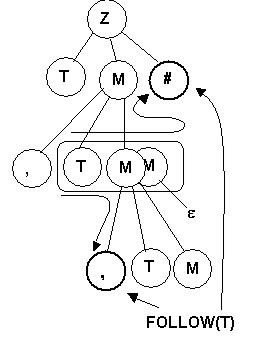 Z
T M #
, T M M
ε
, T M
FOLLOW(T)